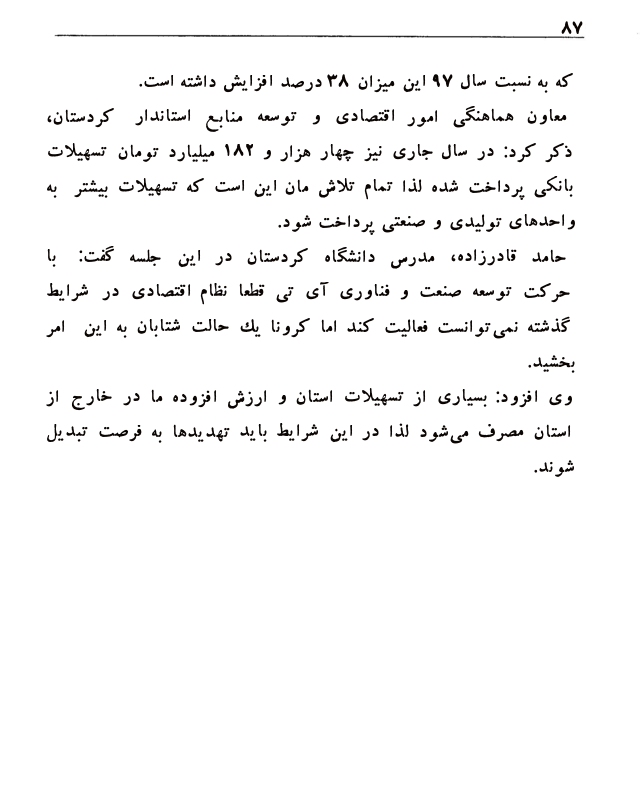 ۸۷
که به نسبت سال ۹۷ این میزان ۳۸ درصد افزایش داشته است.
معاون هماهنگی امور اقتصادی و توسعه منابع استاندار کردستان،
ذکر کرد: در سال جاری نیز چهار هزار و ۱۸۲ میلیارد تومان تسهیلات
بانکی پرداخت شده لذا تمام تلاش مان این است که تسهیلات بیشتر به
واحدهای تولیدی و صنعتی پرداخت شود.
حامد قادرزاده، مدرس دانشگاه کردستان در این جلسه گفت: با
حرکت توسعه صنعت و فناوری آی تی قطعا نظام اقتصادی در شرایط
گذشته نمی‌توانست فعالیت کند اما کرونا یك حالت شتابان به این امر
بخشید.
وی افزود: بسیاری از تسهیلات استان و ارزش افزوده ما در خارج از
استان مصرف می‌شود لذا در این شرایط باید تهدیدها به فرصت تبدیل
شوند.